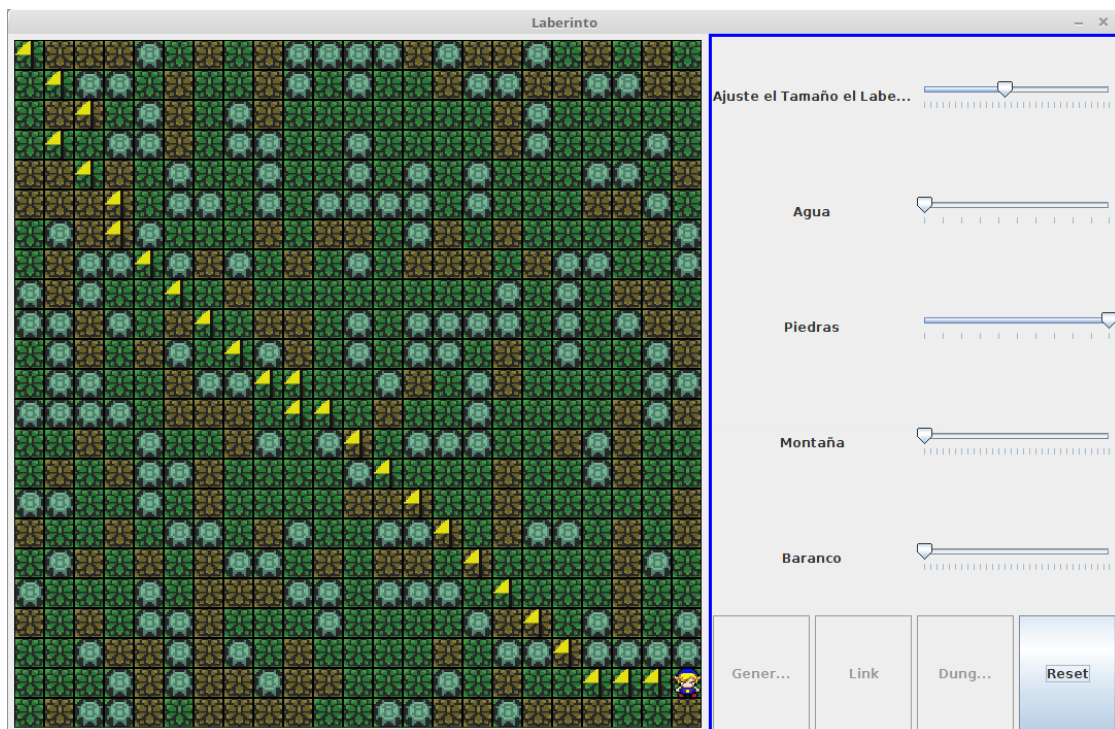 Laberinto
Ajuste el Tamaño el Labe...
Agua
Piedras
Montaña
Baranco
Gener...
Link
Dung...
Reset